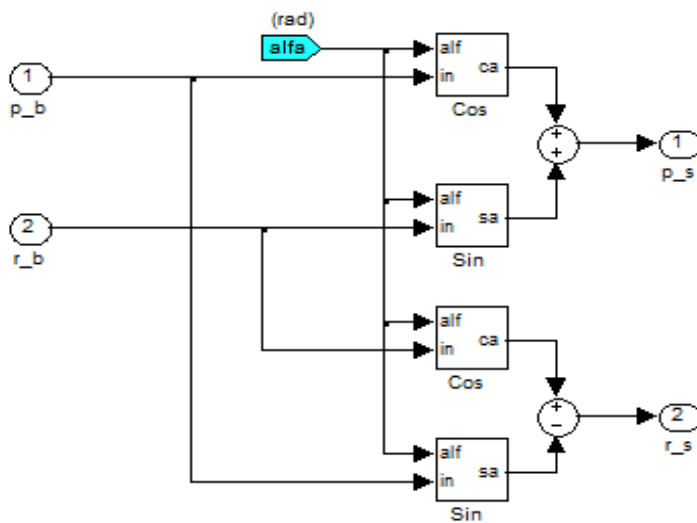 (rad)
alfa
alf
in
ca
Cos
1
p_b
+
+
1
p_s
alf
in
sa
Sin
2
r_b
alf
in
ca
Cos
+
−
2
r_s
alf
in
sa
Sin